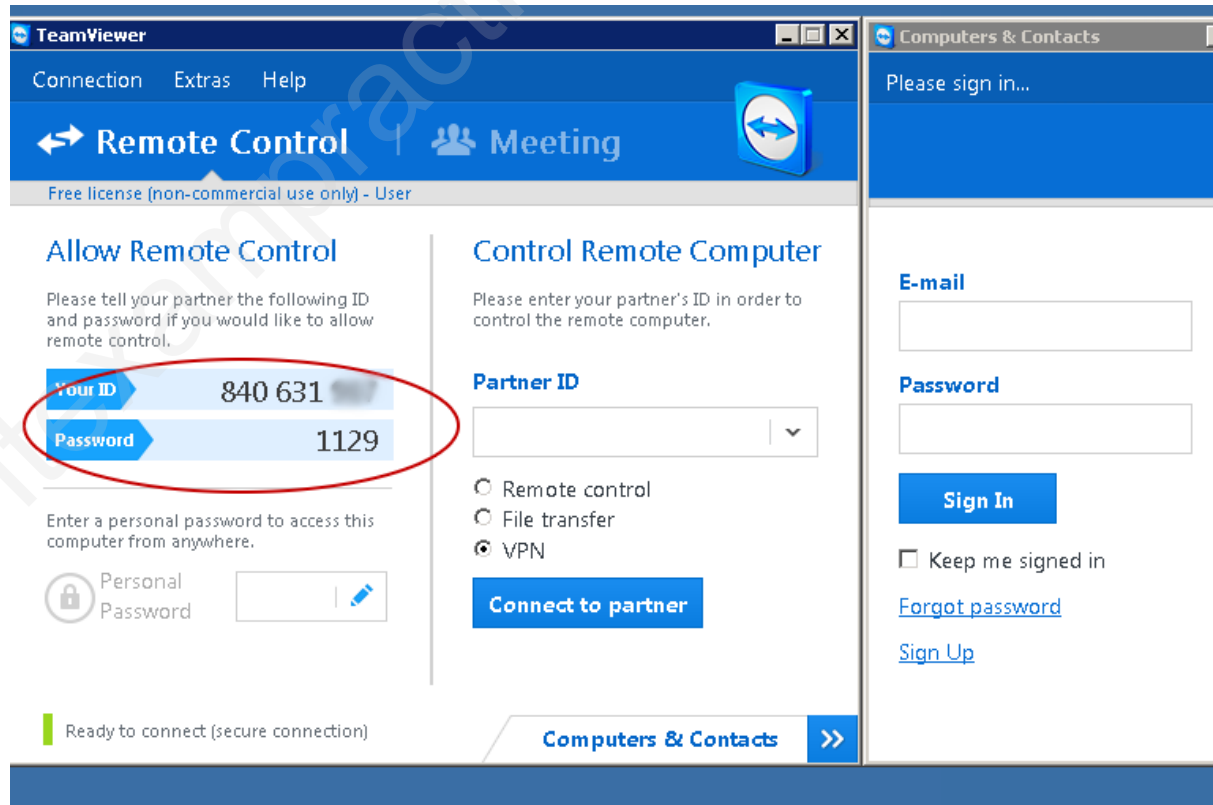 TeamViewer
Connection Extras Help
Remote Control | Meeting
Free license (non-commercial use only) - User
Allow Remote Control
Please tell your partner the following ID
and password if you would like to allow
remote control.
Your ID 840 631
Password 1129
Enter a personal password to access this
computer from anywhere.
Personal
Password
Ready to connect (secure connection)
Control Remote Computer
Please enter your partner's ID in order to
control the remote computer.
Partner ID
Remote control
File transfer
VPN
Connect to partner
Computers & Contacts
Computers & Contacts
Please sign in...
E-mail
Password
Sign In
Keep me signed in
Forgot password
Sign Up